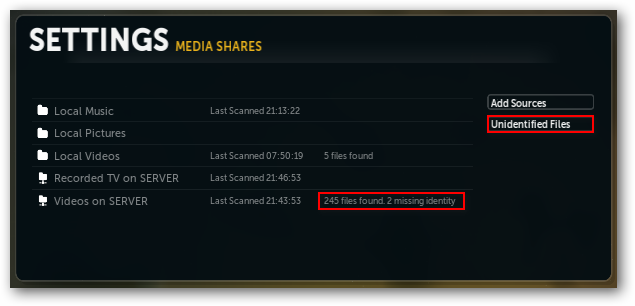 SETTINGS MEDIA SHARES
Add Sources
Unidentified Files
Local Music Last Scanned 21:13:22
Local Pictures
Local Videos Last Scanned 07:50:19 5 files found
Recorded TV on SERVER Last Scanned 21:46:53
Videos on SERVER Last Scanned 21:43:53 245 files found. 2 missing identity